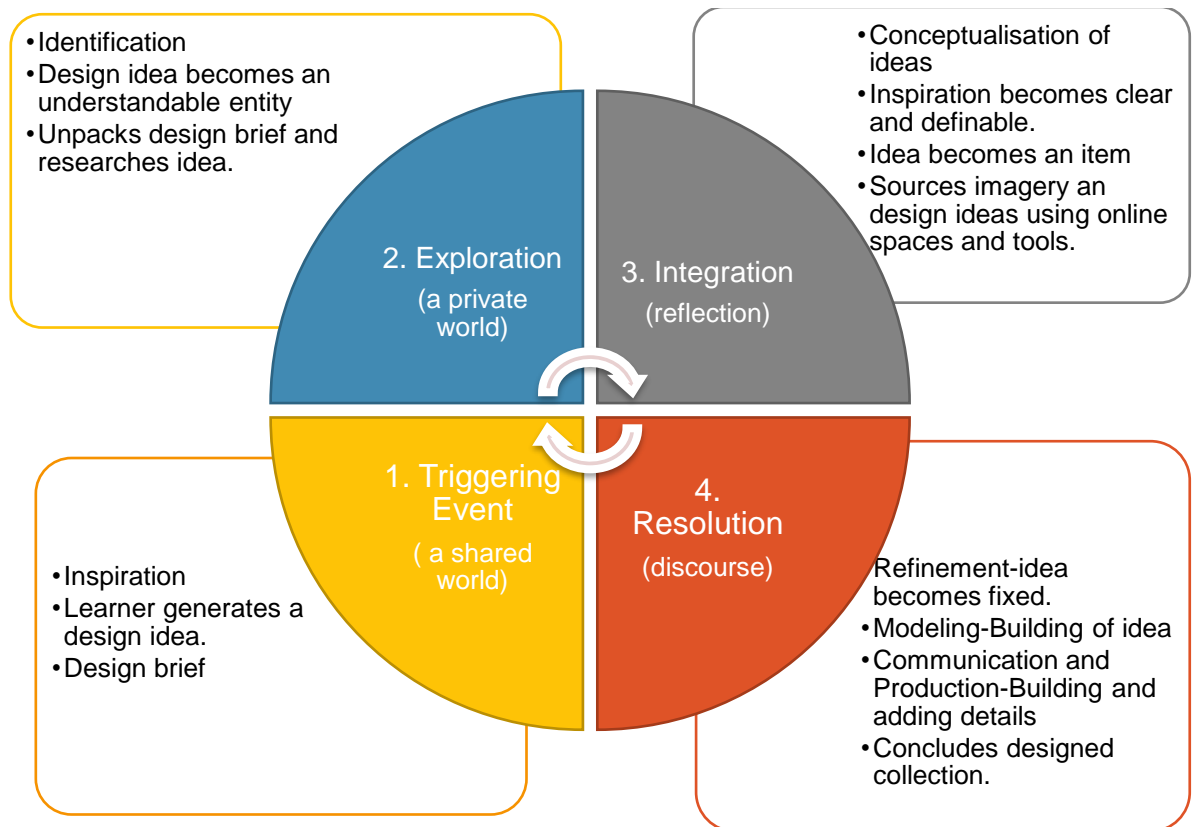 •Identification
•Design idea becomes an
understandable entity
•Unpacks design brief and
researches idea.
2. Exploration
(a private
world)
•Conceptualisation of
ideas
•Inspiration becomes clear
and definable.
•Idea becomes an item
•Sources imagery an
design ideas using online
spaces and tools.
3. Integration
(reflection)
•Inspiration
•Learner generates a
design idea.
•Design brief
1. Triggering
Event
( a shared
world)
4.
Resolution
(discourse)
Refinement-idea
becomes fixed.
•Modeling-Building of idea
•Communication and
Production-Building and
adding details
•Concludes designed
collection.